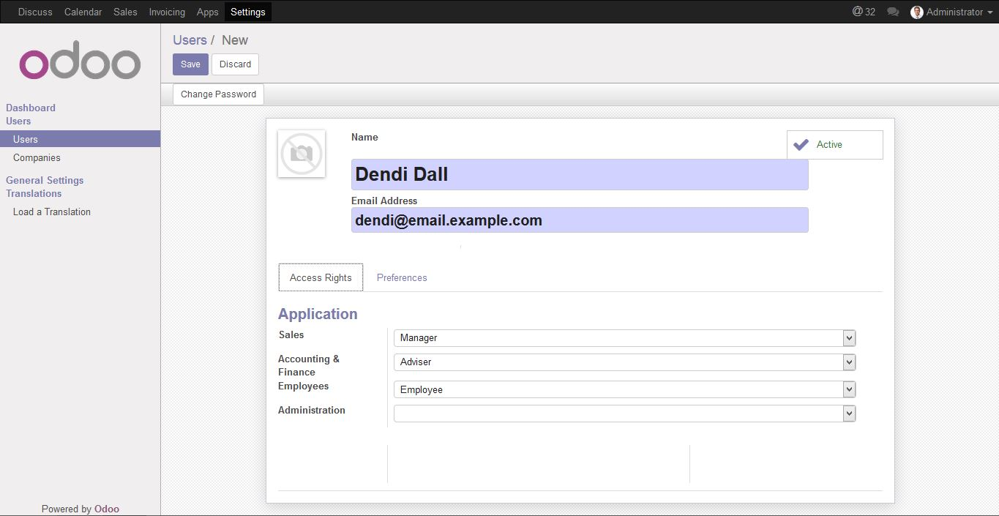 Discuss Calendar Sales Invoicing Apps Settings @ 32 Administrator
odoo
Users / New
Save Discard
Change Password
Dashboard
Users
Users
Companies
General Settings
Translations
Load a Translation
Powered by Odoo
Name
Active
Dendi Dall
Email Address
dendi@email.example.com
Access Rights Preferences
Application
Sales Manager
Accounting &
Finance Adviser
Employees Employee
Administration